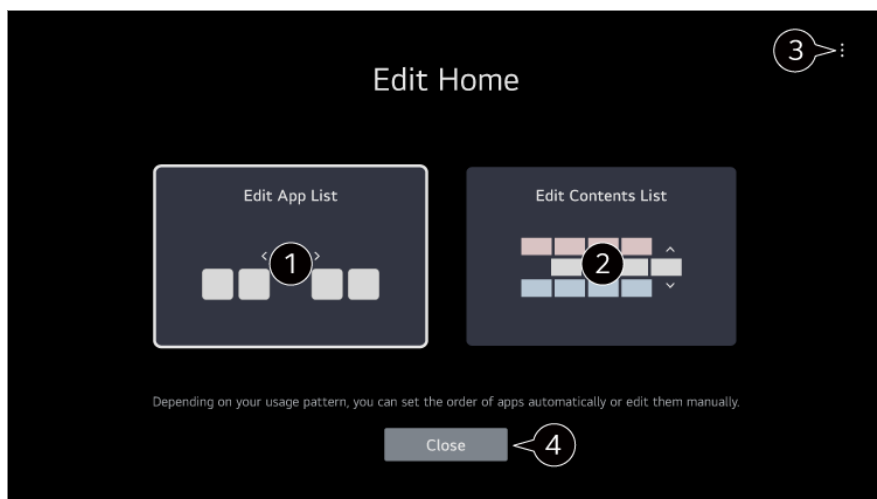 3
Edit Home
Edit App List
Edit Contents List
1
2
Depending on your usage pattern, you can set the order of apps automatically or edit them manually.
Close
4